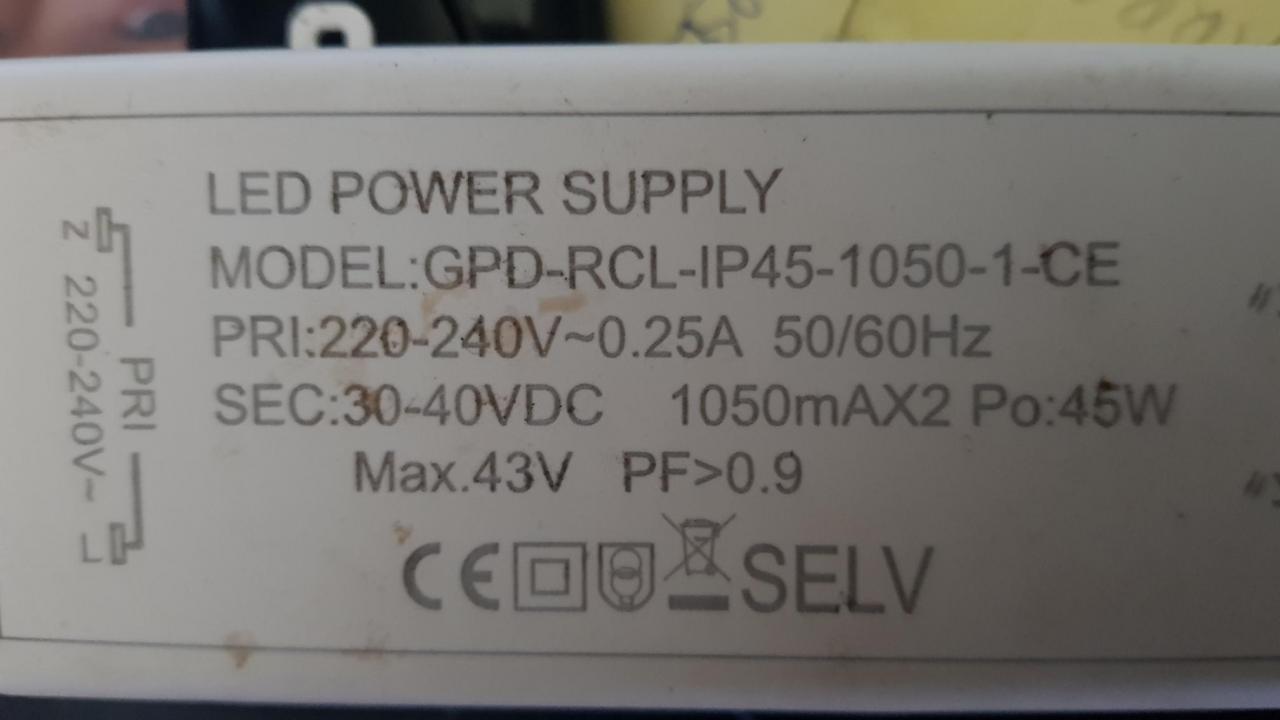 LED POWER SUPPLY
MODEL:GPD-RCL-IP45-1050-1-CE
PRI:220-240V~0.25A 50/60Hz
SEC:30-40VDC 1050mAX2 Po:45W
Max.43V PF>0.9
CE SELV
N
PRI
220-240V~
L